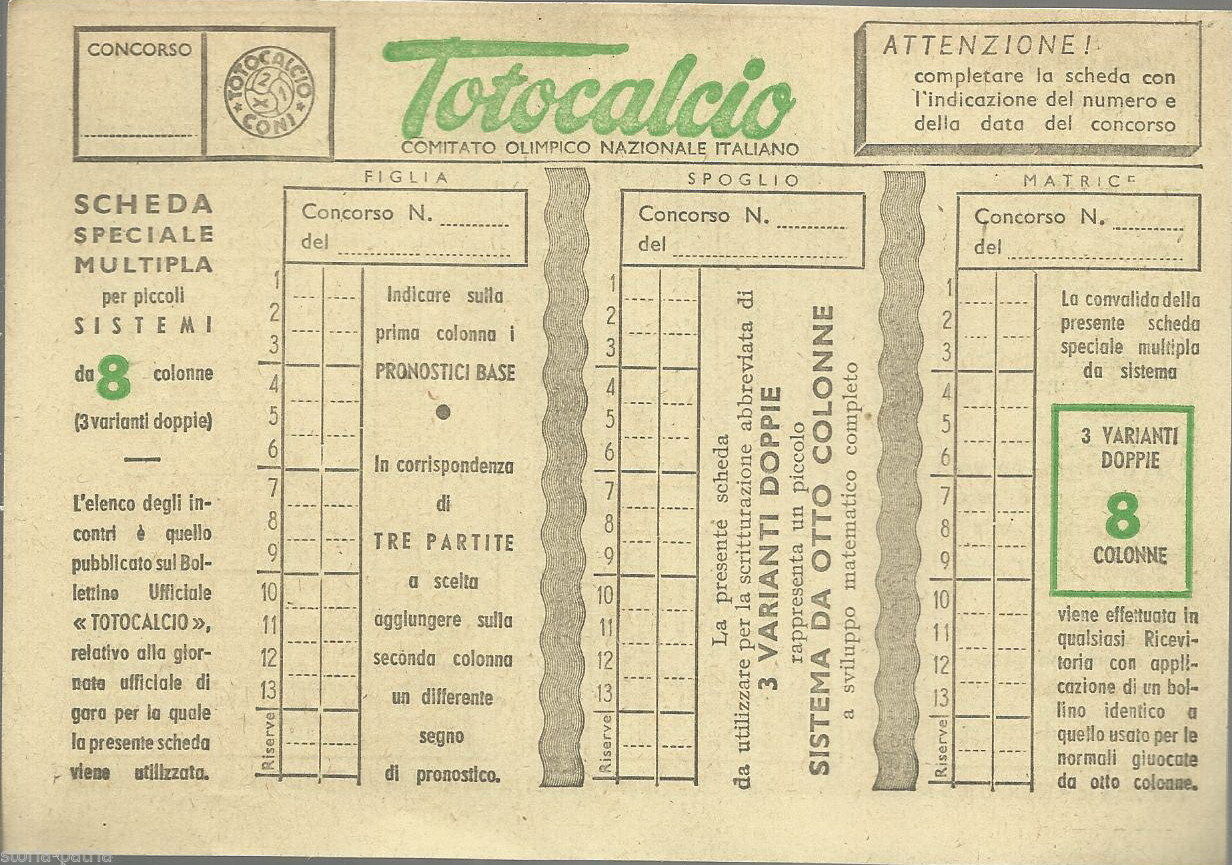 CONCORSO
TOTOCALCIO
2
X 1
CONI
Totocalcio
COMITATO OLIMPICO NAZIONALE ITALIANO
ATTENZIONE!
completare la scheda con
l'indicazione del numero e
della data del concorso
SCHEDA
SPECIALE
MULTIPLA
per piccoli
SISTEMI
da 8 colonne
(3 varianti doppie)
L'elenco degli in-
contri è quello
pubblicato sul Bol-
lettino Ufficiale
« TOTOCALCIO »,
relativo alla gior-
nata ufficiale di
gara per la quale
la presente scheda
viene utilizzata.
FIGLIA
Concorso N.
del
1
2
3
4
5
6
7
8
9
10
11
12
13
Riserve
Indicare sulla
prima colonna i
PRONOSTICI BASE
In corrispondenza
di
TRE PARTITE
a scelta
aggiungere sulla
seconda colonna
un differente
segno
di pronostico.
SPOGLIO
Concorso N.
del
1
2
3
4
5
6
7
8
9
10
11
12
13
Riserve
La presente scheda
da utilizzare per la scritturazione abbreviata di
3 VARIANTI DOPPIE
rappresenta un piccolo
SISTEMA DA OTTO COLONNE
a sviluppo matematico completo
MATRICE
Concorso N.
del
1
2
3
4
5
6
7
8
9
10
11
12
13
Riserve
La convalida della
presente scheda
speciale multipla
da sistema
3 VARIANTI
DOPPIE
8
COLONNE
viene effettuata in
qualsiasi Ricevi-
toria con appli-
cazione di un bol-
lino identico a
quello usato per le
normali giuocate
da otto colonne.
storia-patria